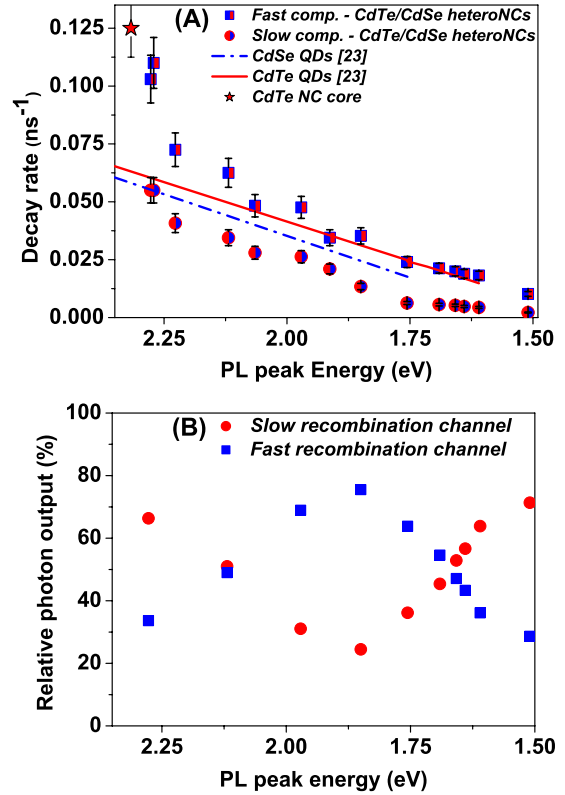 (A)
Fast comp. - CdTe/CdSe heteroNCs
Slow comp. - CdTe/CdSe heteroNCs
CdSe QDs [23]
CdTe QDs [23]
CdTe NC core
Decay rate (ns⁻¹)
0.125
0.100
0.075
0.050
0.025
0.000
2.25 2.00 1.75 1.50
PL peak Energy (eV)
(B)
Slow recombination channel
Fast recombination channel
Relative photon output (%)
100
80
60
40
20
0
2.25 2.00 1.75 1.50
PL peak energy (eV)